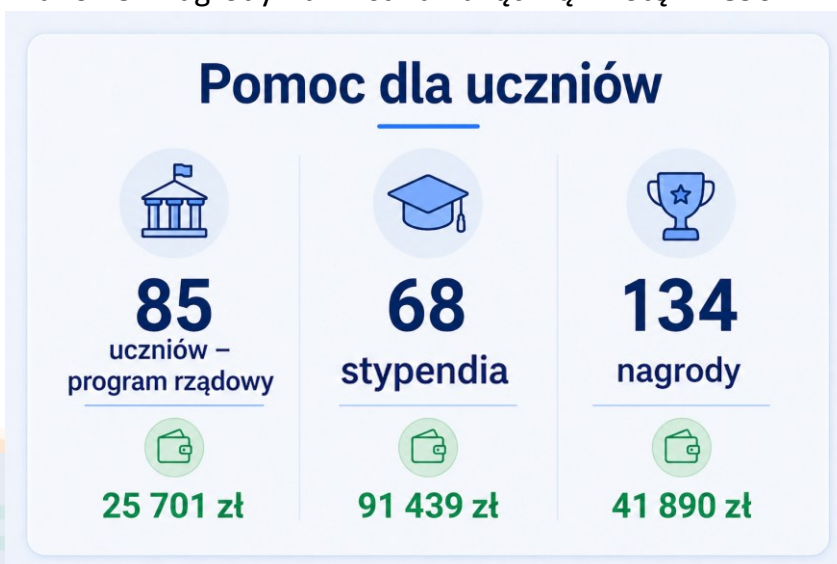 Pomoc dla uczniów
85
uczniów –
program rządowy
25 701 zł
68
stypendia
91 439 zł
134
nagrody
41 890 zł